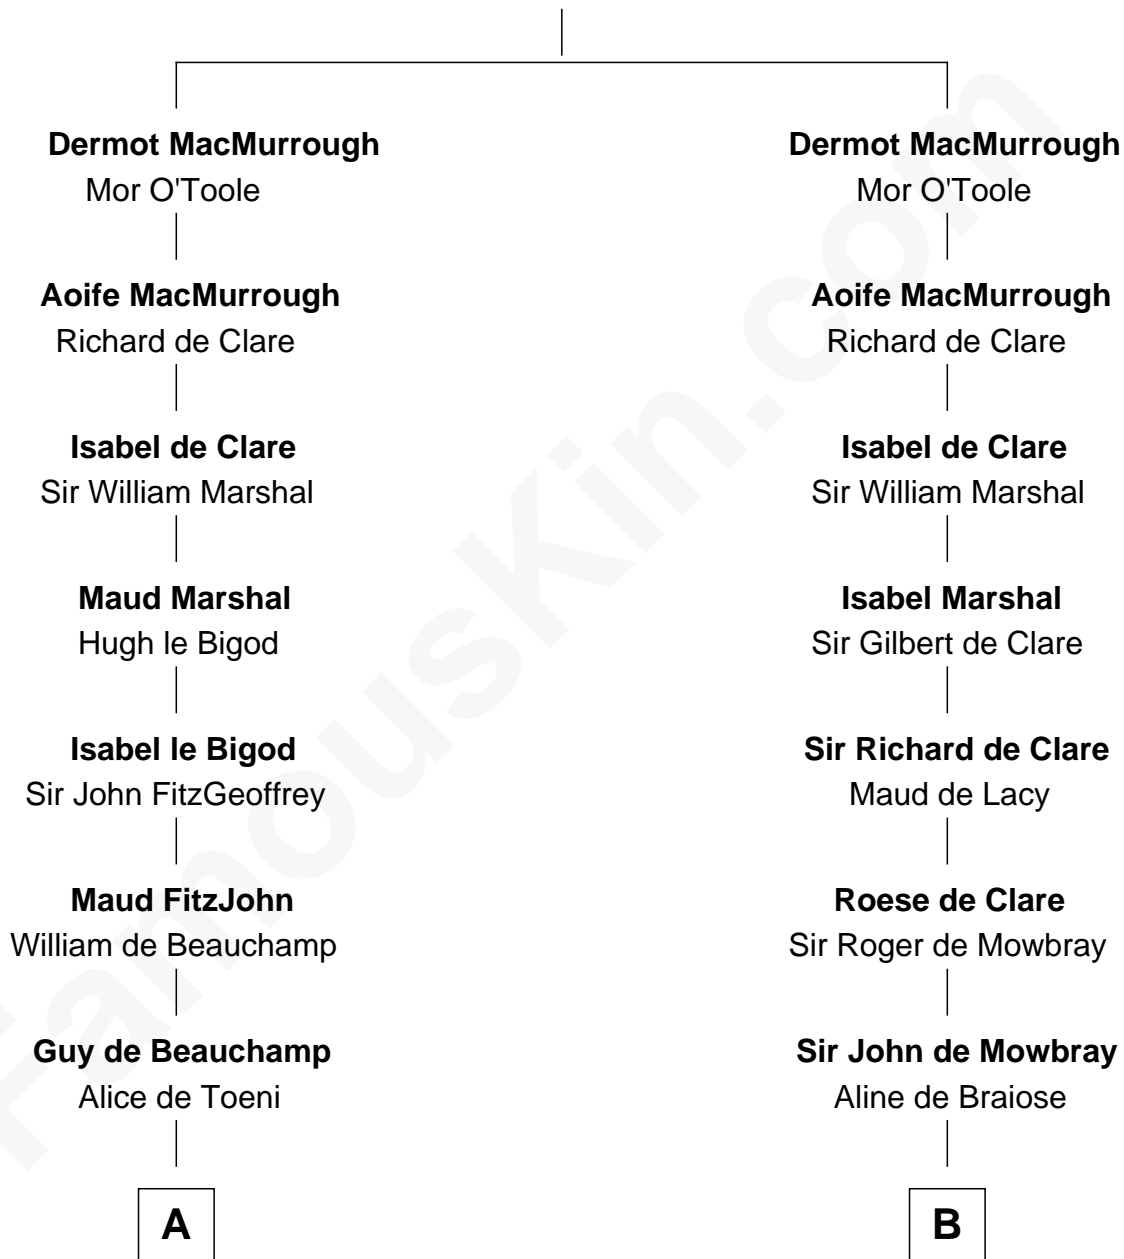 Dermot MacMurrough
Mor O'Toole
Aoife MacMurrough
Richard de Clare
Isabel de Clare
Sir William Marshal
Maud Marshal
Hugh le Bigod
Isabel le Bigod
Sir John FitzGeoffrey
Maud FitzJohn
William de Beauchamp
Guy de Beauchamp
Alice de Toeni
A
Dermot MacMurrough
Mor O'Toole
Aoife MacMurrough
Richard de Clare
Isabel de Clare
Sir William Marshal
Isabel Marshal
Sir Gilbert de Clare
Sir Richard de Clare
Maud de Lacy
Roese de Clare
Sir Roger de Mowbray
Sir John de Mowbray
Aline de Braiose
B
FamousKin.com